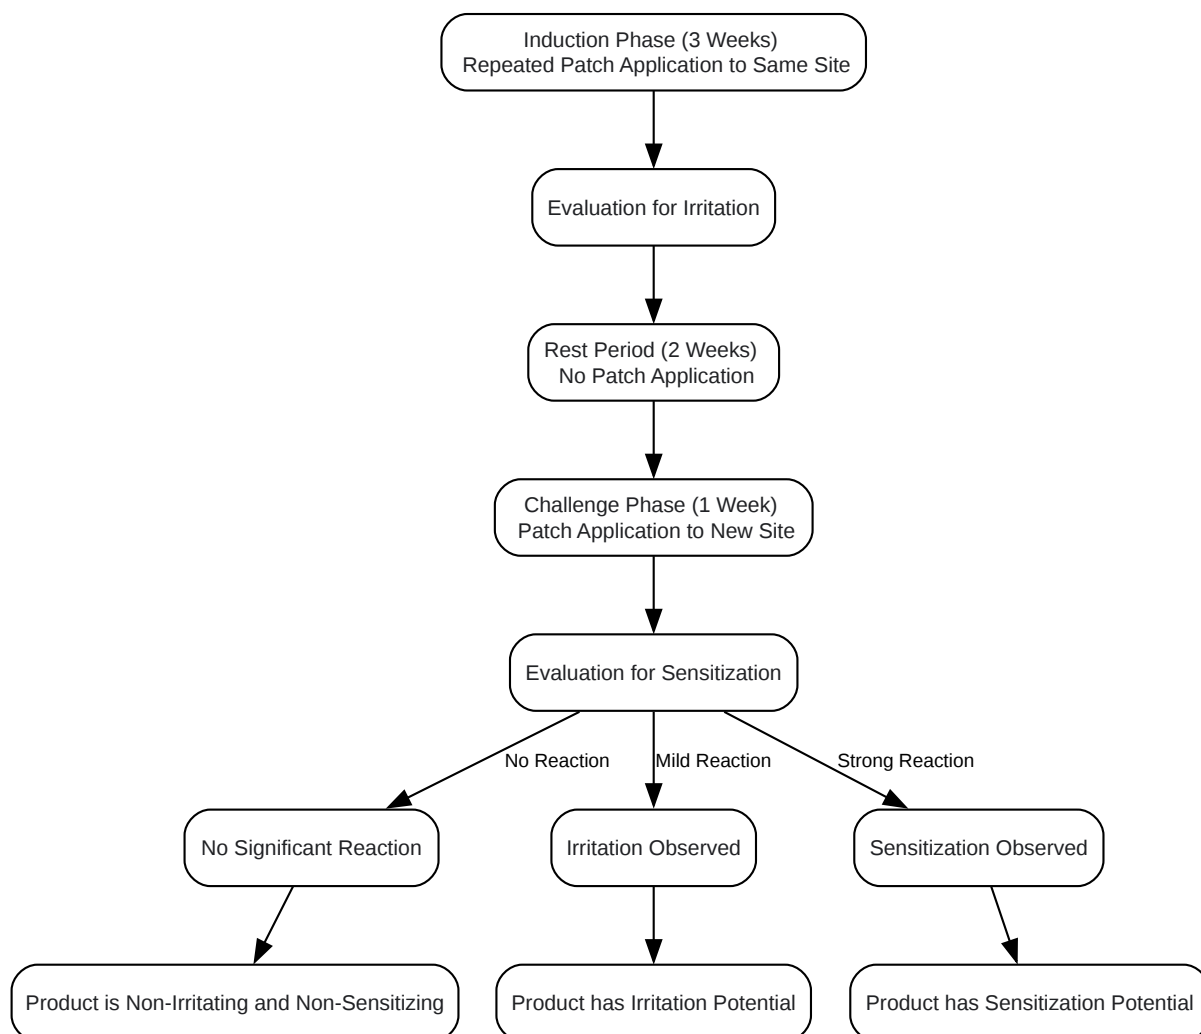 Induction Phase (3 Weeks)
Repeated Patch Application to Same Site
Evaluation for Irritation
Rest Period (2 Weeks)
No Patch Application
Challenge Phase (1 Week)
Patch Application to New Site
Evaluation for Sensitization
No Reaction
Mild Reaction
Strong Reaction
No Significant Reaction
Irritation Observed
Sensitization Observed
Product is Non-Irritating and Non-Sensitizing
Product has Irritation Potential
Product has Sensitization Potential